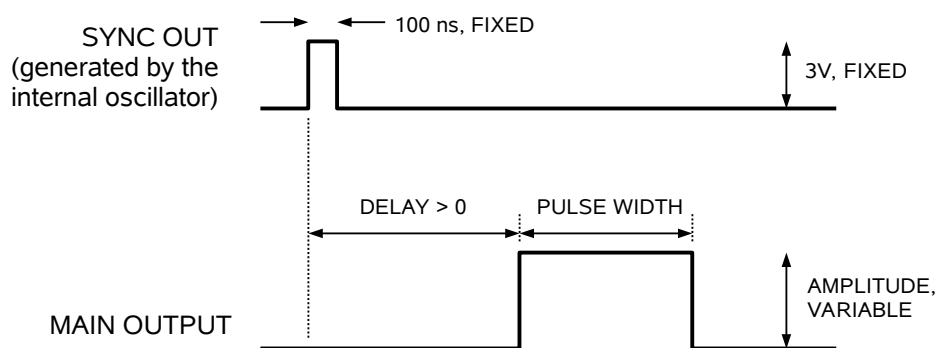 100 ns, FIXED
SYNC OUT
(generated by the
internal oscillator)
3V, FIXED
DELAY > 0
PULSE WIDTH
AMPLITUDE,
VARIABLE
MAIN OUTPUT